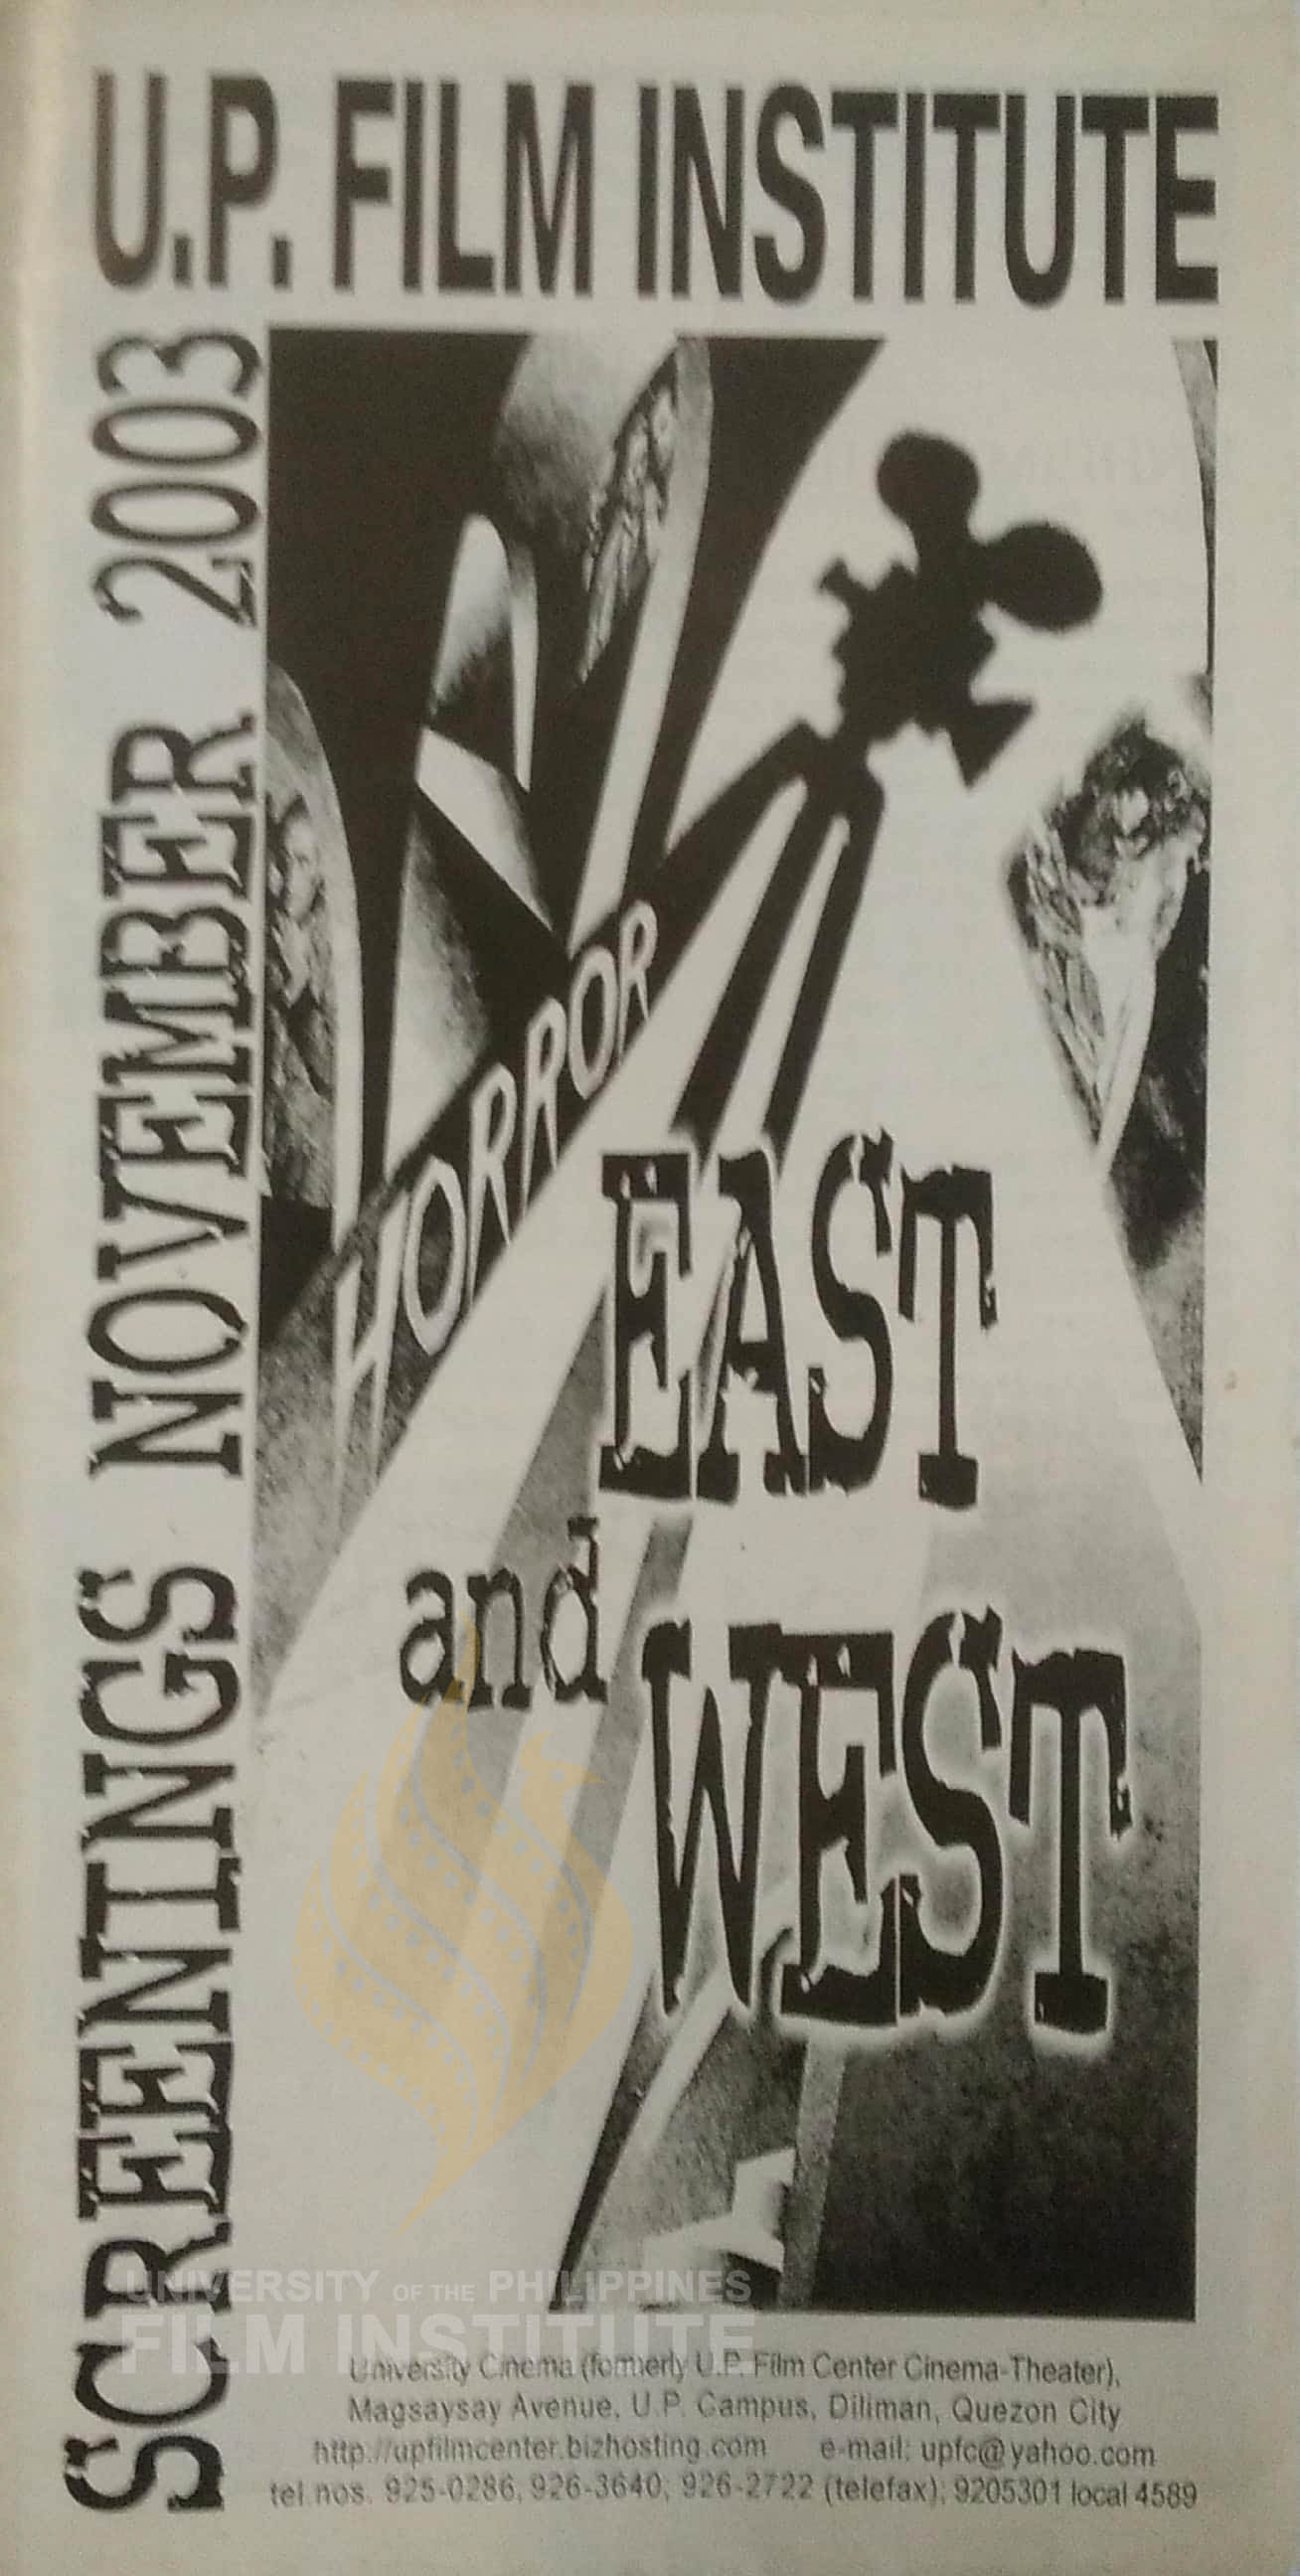 U.P. FILM INSTITUTE
SCREENINGS NOVEMBER 2003
HORROR
EAST
and
WEST
UNIVERSITY OF THE PHILIPPINES
FILM INSTITUTE
University Cinema (formerly U.P. Film Center Cinema-Theater),
Magsaysay Avenue, U.P. Campus, Diliman, Quezon City
http://upfilmcenter.bizhosting.com e-mail: upfc@yahoo.com
tel.nos. 925-0286, 926-3640; 926-2722 (telefax); 9205301 local 4589